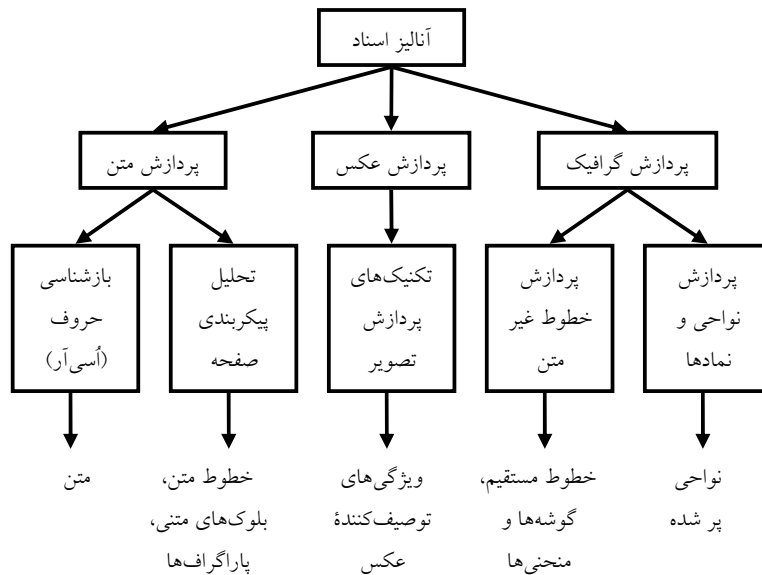 آنالیز اسناد
پردازش گرافیک
پردازش عکس
پردازش متن
پردازش
نواحی و
نمادها
پردازش
خطوط غیر
متن
تکنیک‌های
پردازش
تصویر
تحلیل
پیکربندی
صفحه
بازشناسی
حروف
(اُسی‌آر)
نواحی
پر شده
خطوط مستقیم،
گوشه‌ها و
منحنی‌ها
ویژگی‌های
توصیف‌کنندۀ
عکس
خطوط متن،
بلوک‌های متنی،
پاراگراف‌ها
متن